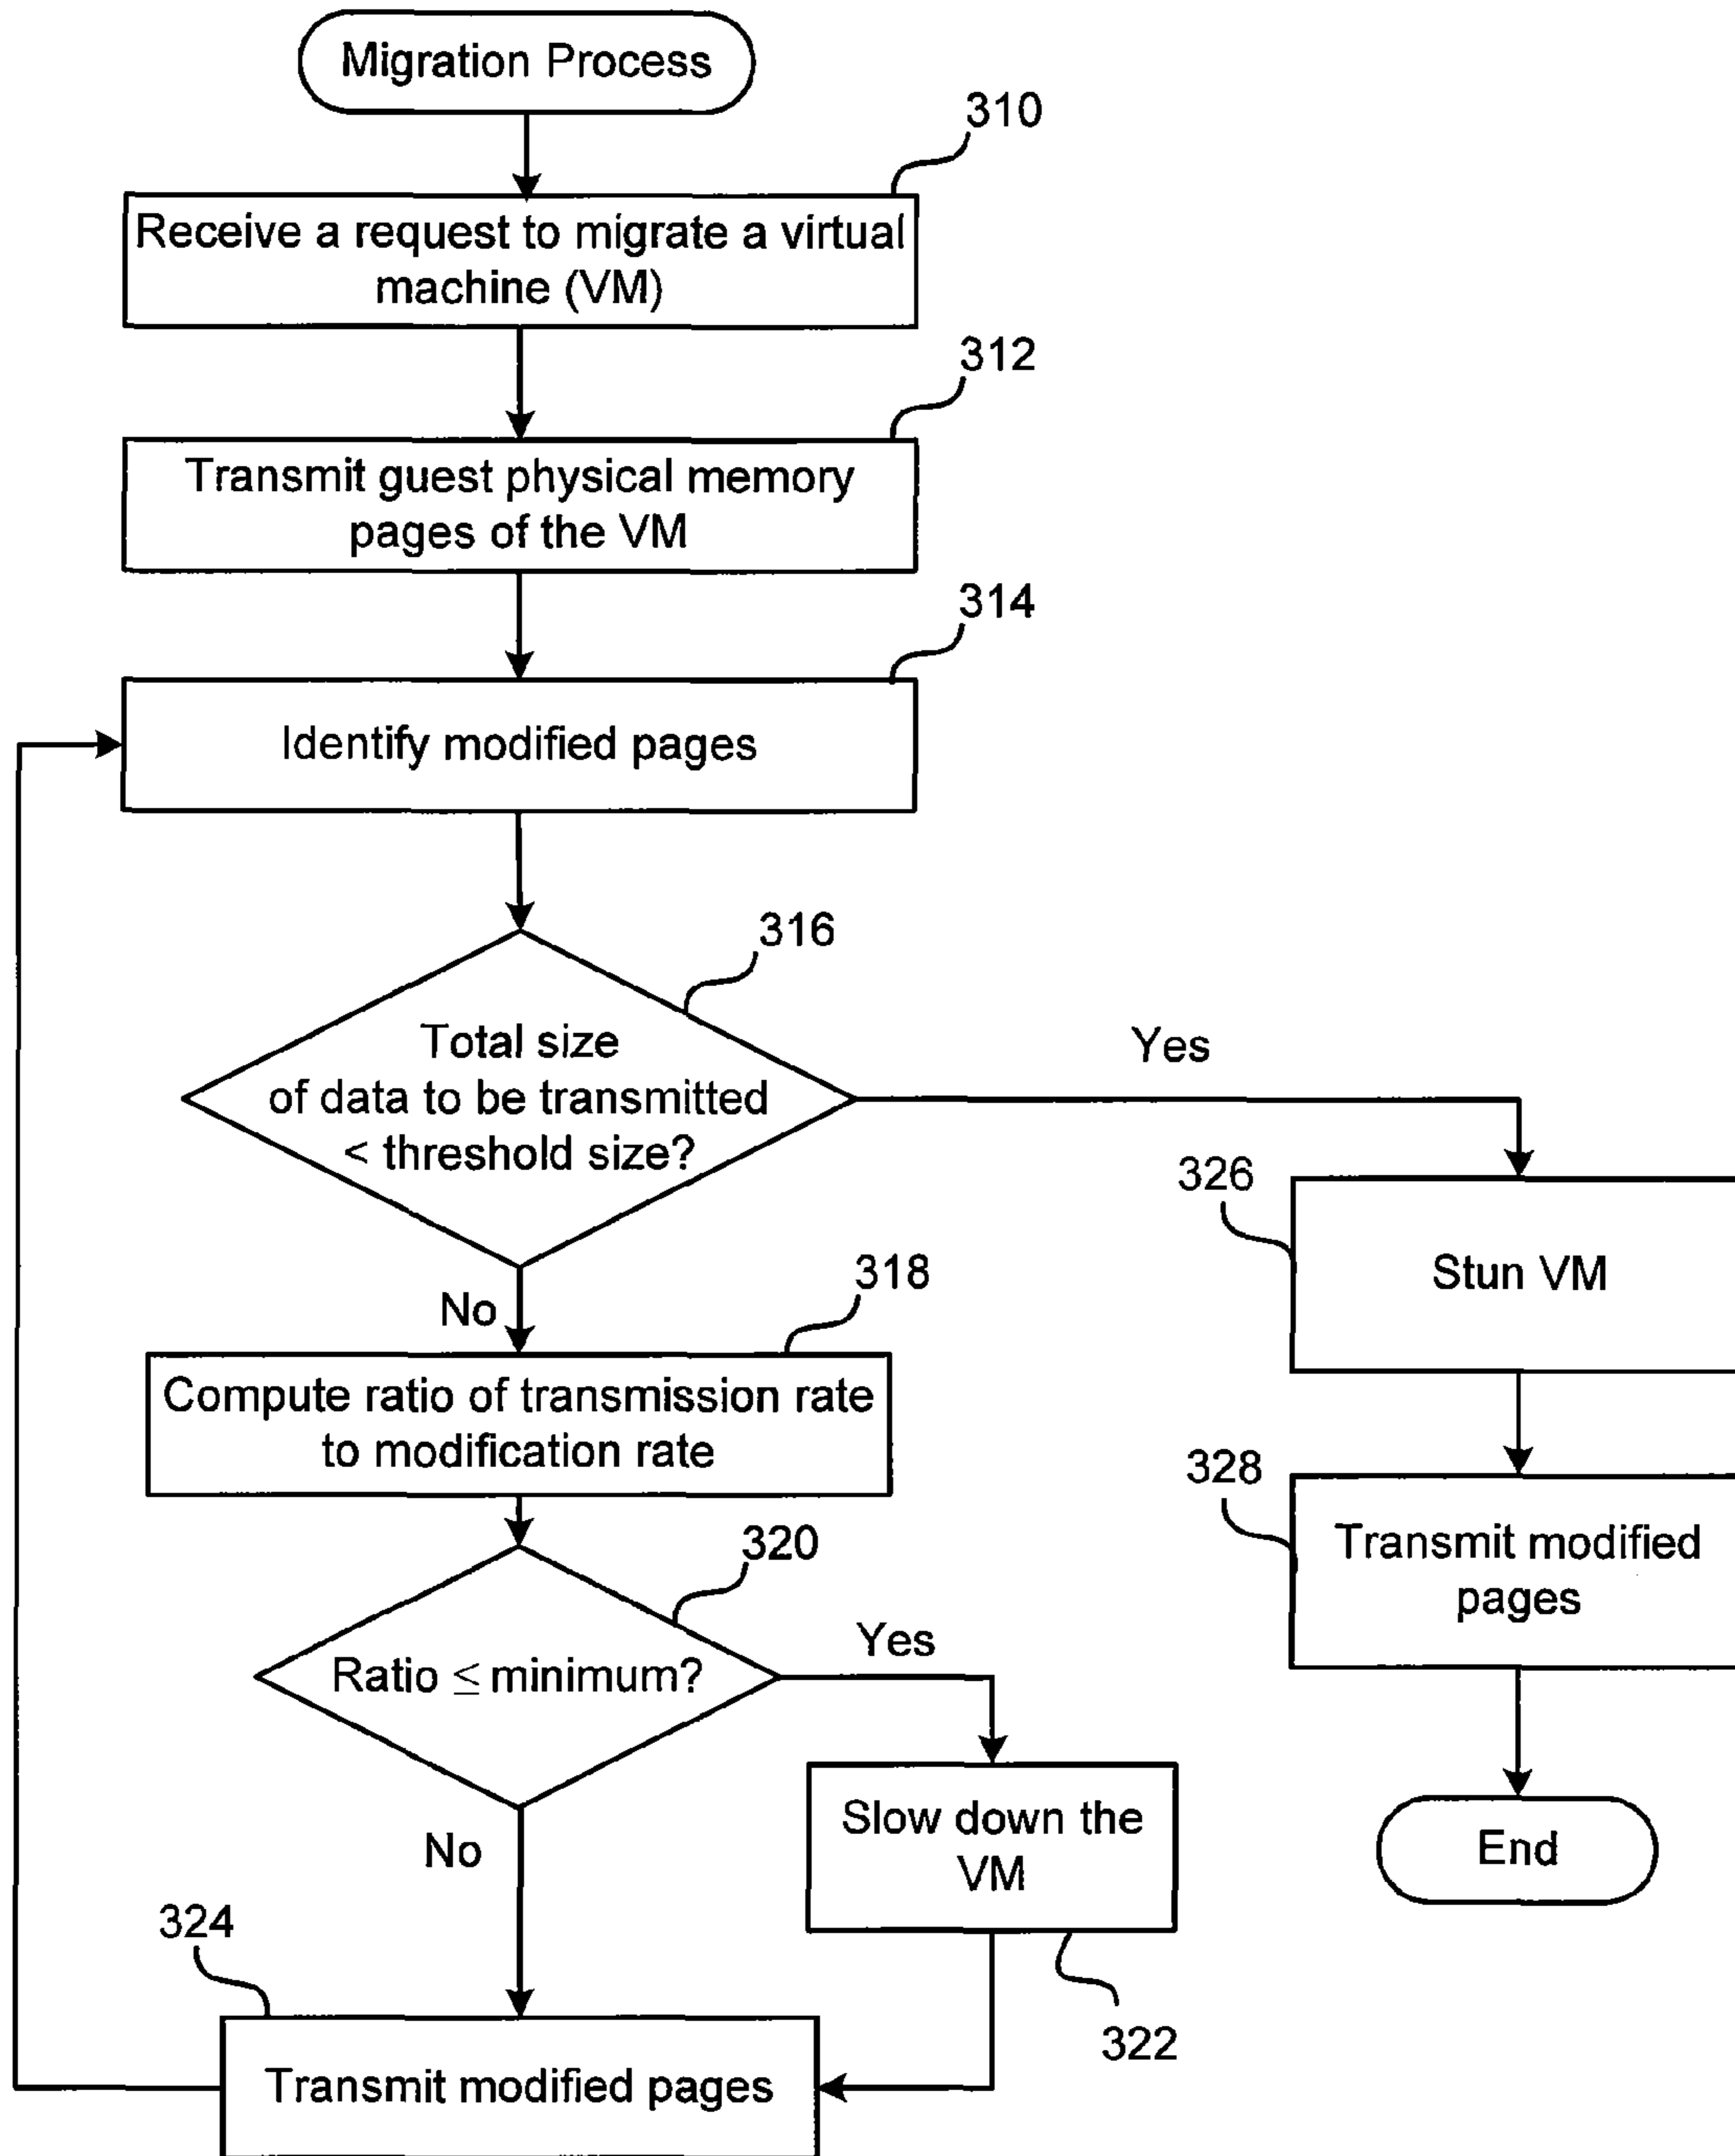 Migration Process
310
Receive a request to migrate a virtual
machine (VM)
312
Transmit guest physical memory
pages of the VM
314
Identify modified pages
316
Total size
of data to be transmitted
< threshold size?
Yes
No
326
Stun VM
318
Compute ratio of transmission rate
to modification rate
328
Transmit modified
pages
320
Ratio ≤ minimum?
Yes
No
Slow down the
VM
322
End
324
Transmit modified pages